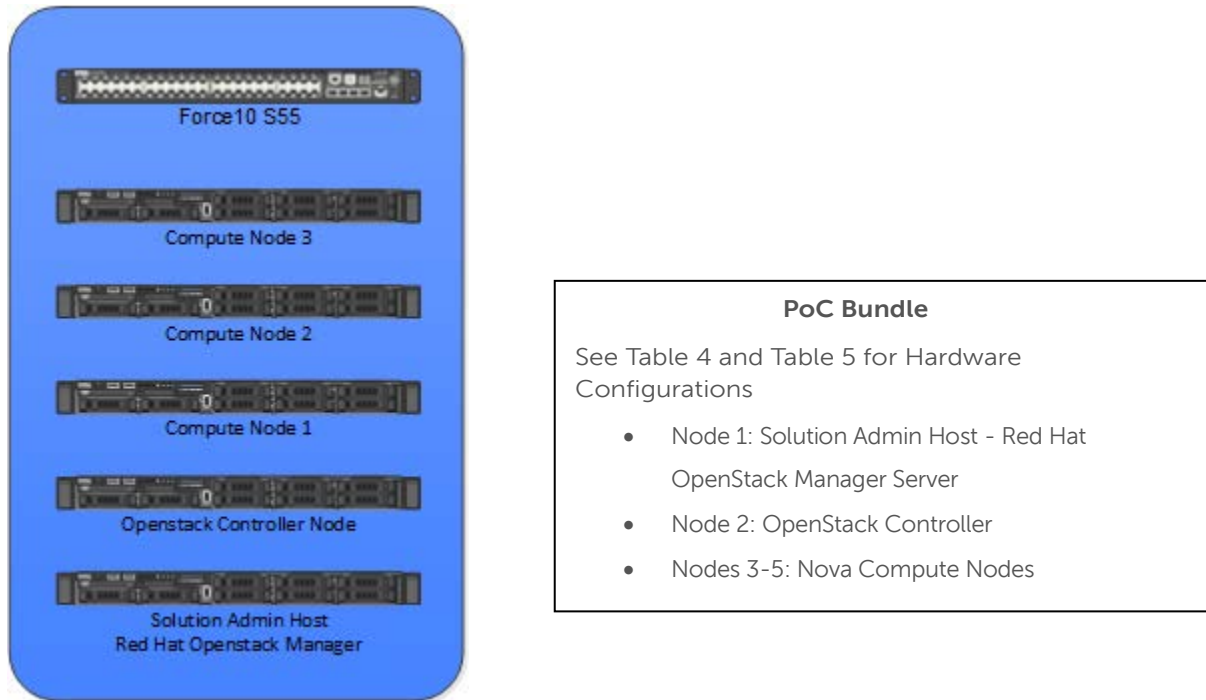 Force10 S55
Compute Node 3
Compute Node 2
Compute Node 1
Openstack Controller Node
Solution Admin Host
Red Hat Openstack Manager
PoC Bundle
See Table 4 and Table 5 for Hardware
Configurations
• Node 1: Solution Admin Host - Red Hat
OpenStack Manager Server
• Node 2: OpenStack Controller
• Nodes 3-5: Nova Compute Nodes